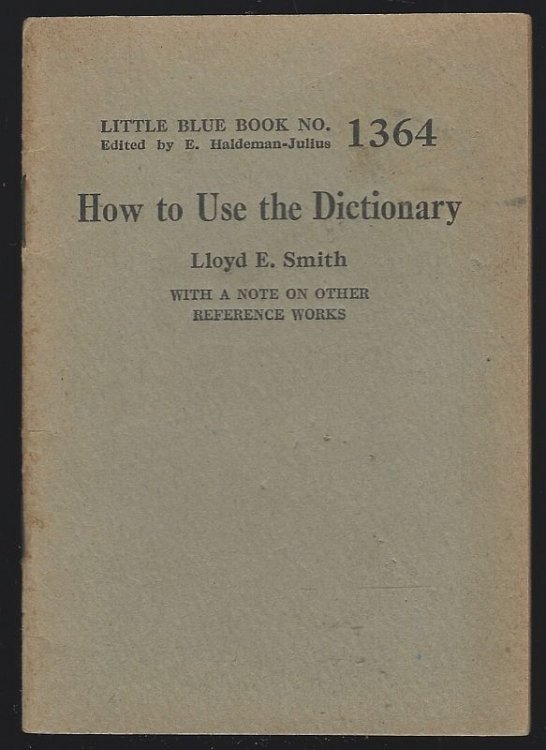 LITTLE BLUE BOOK NO. 1364
Edited by E. Haldeman-Julius
How to Use the Dictionary
Lloyd E. Smith
WITH A NOTE ON OTHER
REFERENCE WORKS